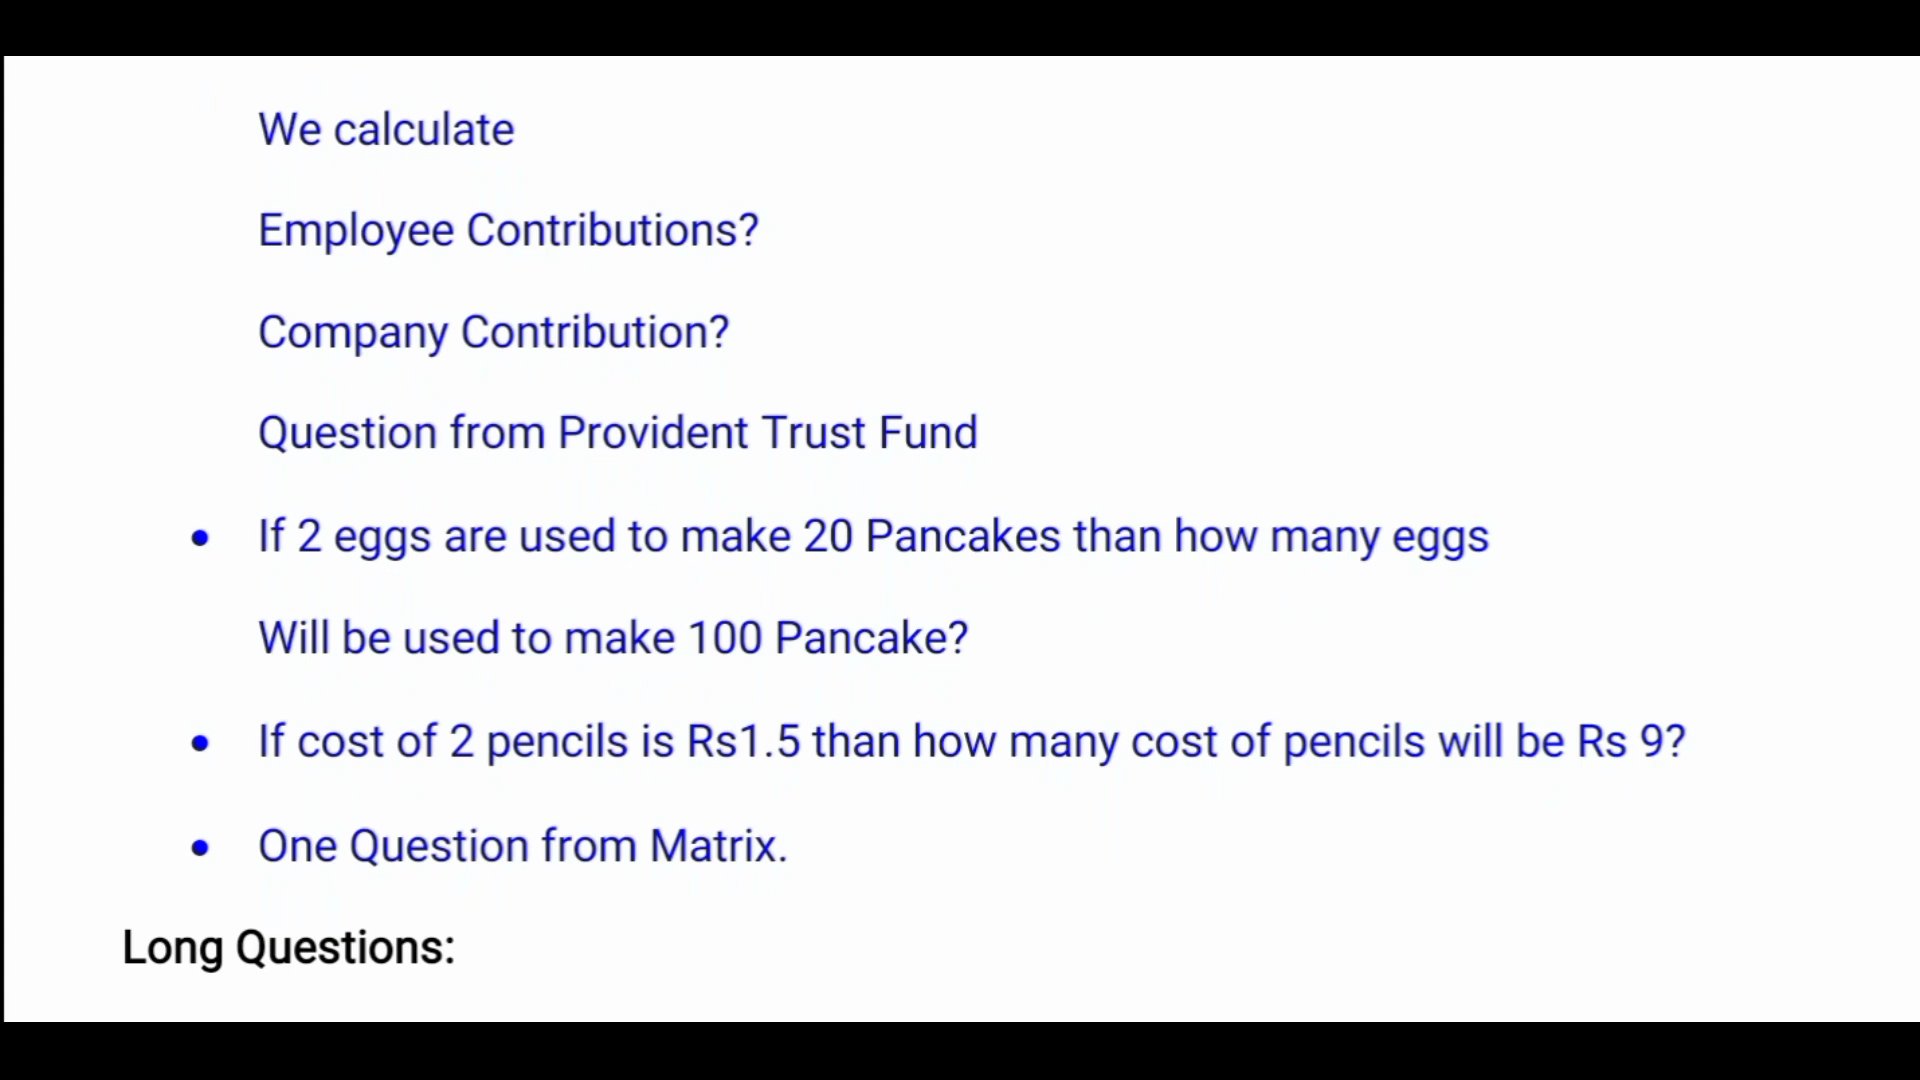 We calculate
Employee Contributions?
Company Contribution?
Question from Provident Trust Fund
• If 2 eggs are used to make 20 Pancakes than how many eggs
Will be used to make 100 Pancake?
• If cost of 2 pencils is Rs1.5 than how many cost of pencils will be Rs 9?
• One Question from Matrix.
Long Questions: